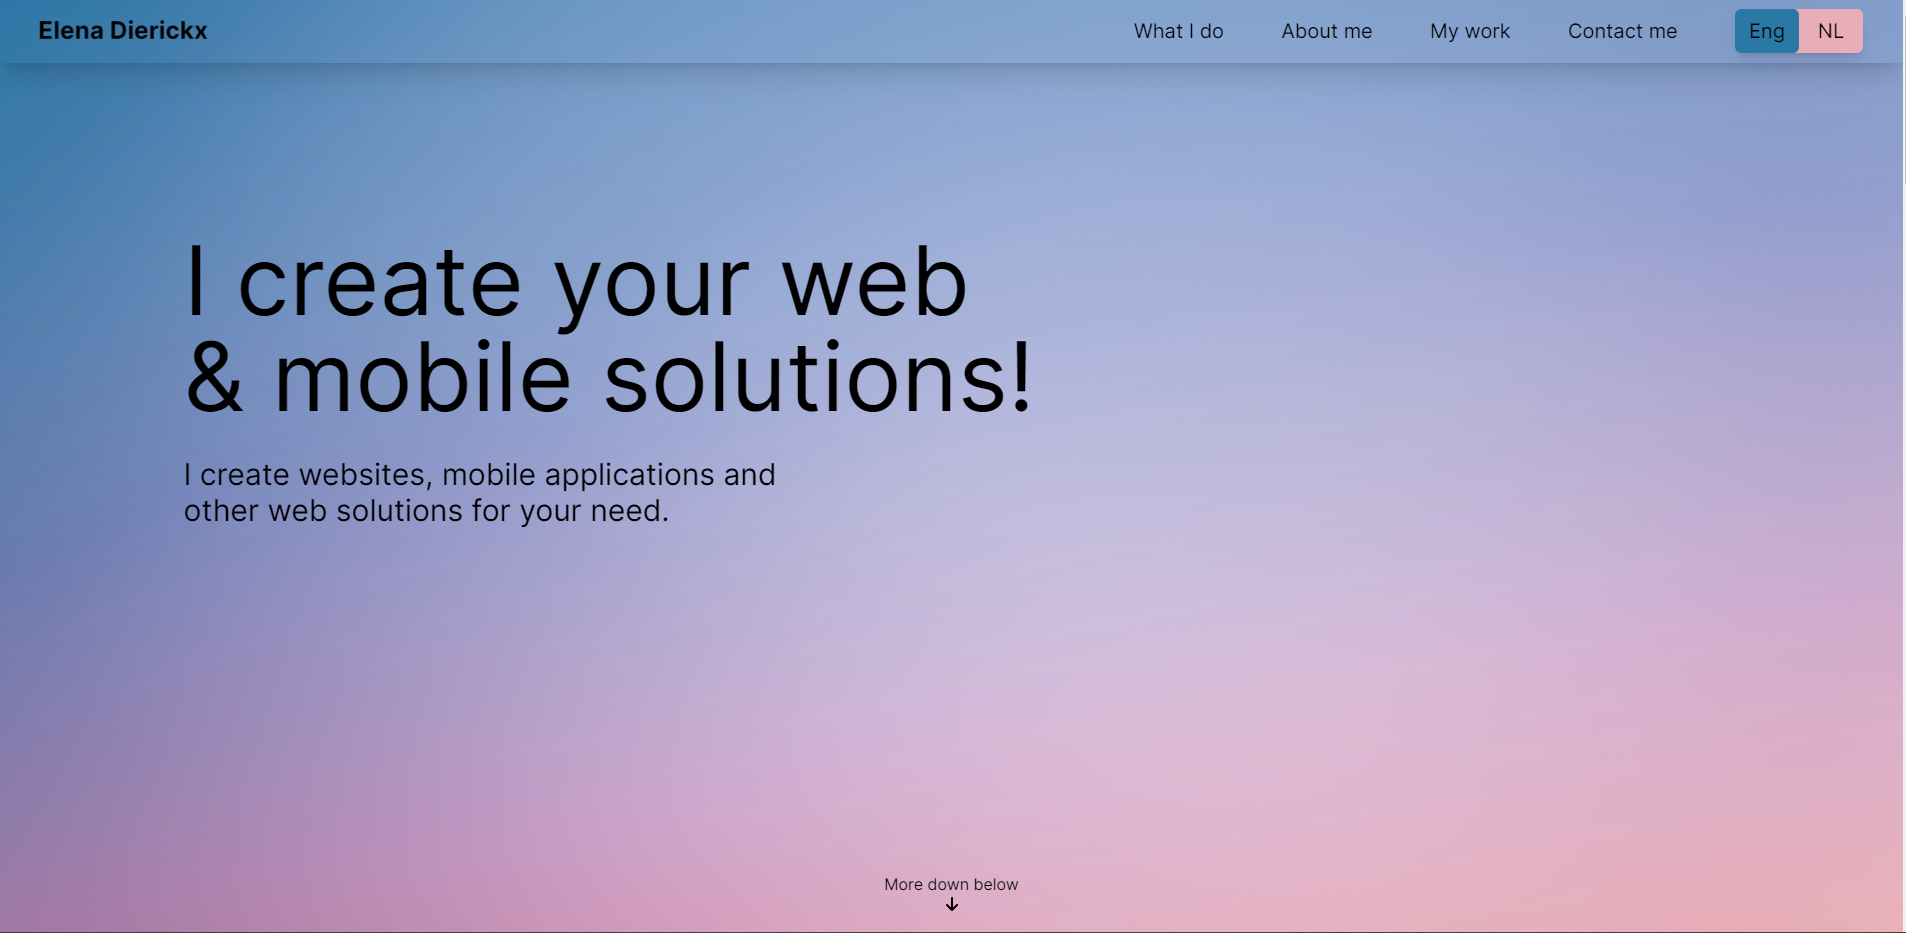 Elena Dierickx
What I do
About me
My work
Contact me
Eng
NL
I create your web
& mobile solutions!
I create websites, mobile applications and
other web solutions for your need.
More down below